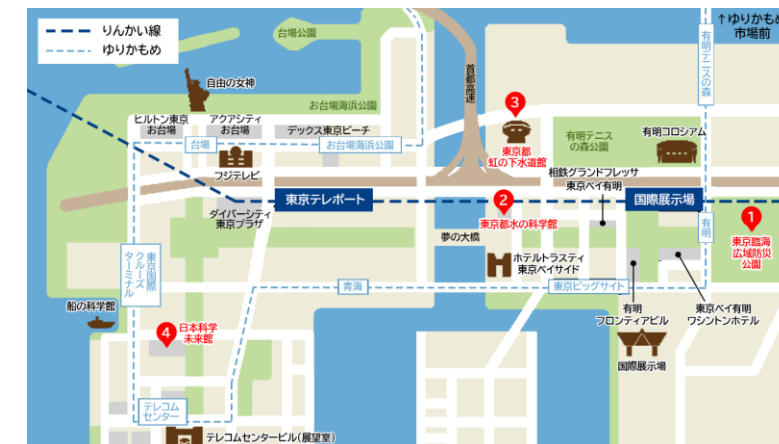 りんかい線
ゆりかもめ
台場公園
自由の女神
お台場海浜公園
ヒルトン東京
お台場
アクアシティ
お台場
デックス東京ビーチ
台場
お台場海浜公園
フジテレビ
首都高速
3
東京都
虹の下水道館
有明テニス
の森公園
有明コロシアム
有明テニスの森
↑ゆりかもめ
市場前
相鉄グランドフレッサ
東京ベイ有明
東京テレポート
2
東京都水の科学館
国際展示場
1
東京臨海
広域防災
公園
ダイバーシティ
東京プラザ
夢の大橋
ホテルトラスティ
東京ベイサイド
有明
東京国際
クルーズ
ターミナル
青海
東京ビッグサイト
船の科学館
4
日本科学
未来館
有明
フロンティアビル
東京ベイ有明
ワシントンホテル
国際展示場
テレコム
センター
テレコムセンタービル(展望室)